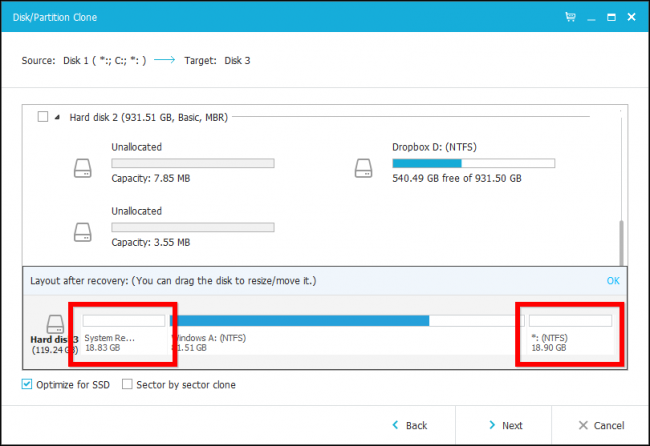 Disk/Partition Clone
Source: Disk 1 ( *:; C:; *: ) Target: Disk 3
Hard disk 2 (931.51 GB, Basic, MBR)
Unallocated
Capacity: 7.85 MB
Dropbox D: (NTFS)
540.49 GB free of 931.50 GB
Unallocated
Capacity: 3.55 MB
Layout after recovery: (You can drag the disk to resize/move it.) OK
Hard disk 3
(119.24 GB)
System Re...
18.83 GB
Windows A: (NTFS)
1.51 GB
*: (NTFS)
18.90 GB
Optimize for SSD Sector by sector clone
Back Next Cancel